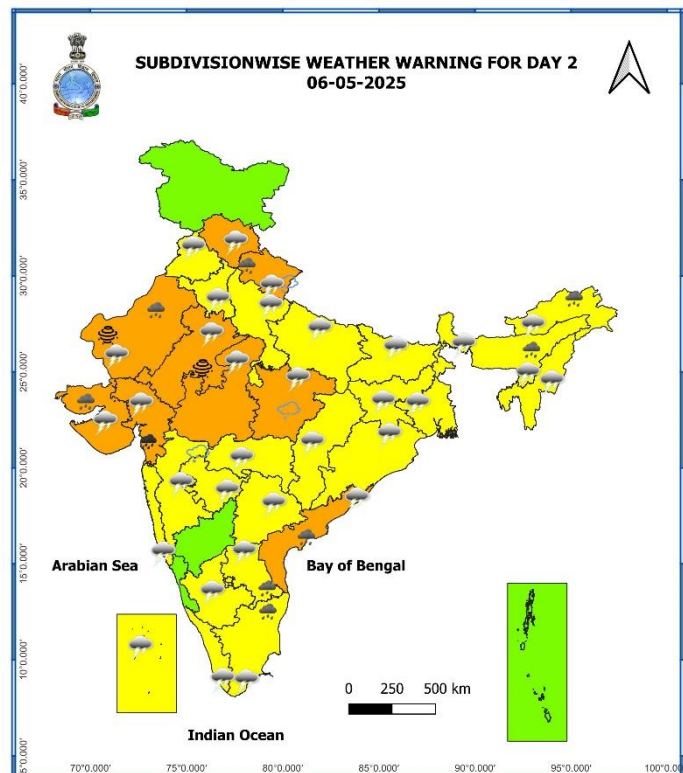 SUBDIVISIONWISE WEATHER WARNING FOR DAY 2
06-05-2025
40°0.000'
35°0.000'
30°0.000'
25°0.000'
20°0.000'
15°0.000'
10°0.000'
5°0.000'
Arabian Sea
Bay of Bengal
0 250 500 km
Indian Ocean
70°0.000' 75°0.000' 80°0.000' 85°0.000' 90°0.000' 95°0.000' 100°0.00